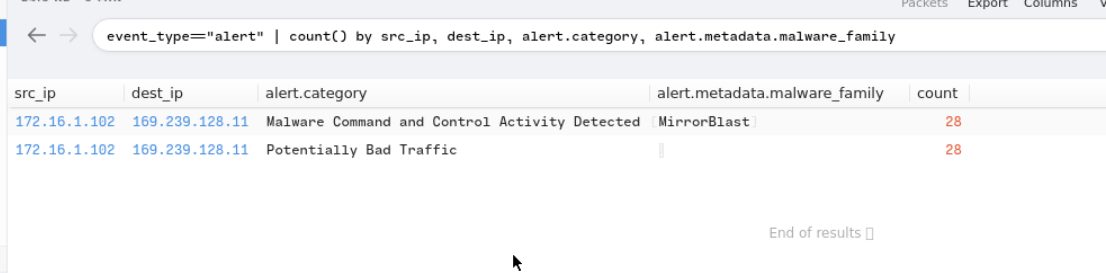 Packets Export Columns
event_type=="alert" | count() by src_ip, dest_ip, alert.category, alert.metadata.malware_family
src_ip dest_ip alert.category alert.metadata.malware_family count
172.16.1.102 169.239.128.11 Malware Command and Control Activity Detected [MirrorBlast] 28
172.16.1.102 169.239.128.11 Potentially Bad Traffic 28
End of results